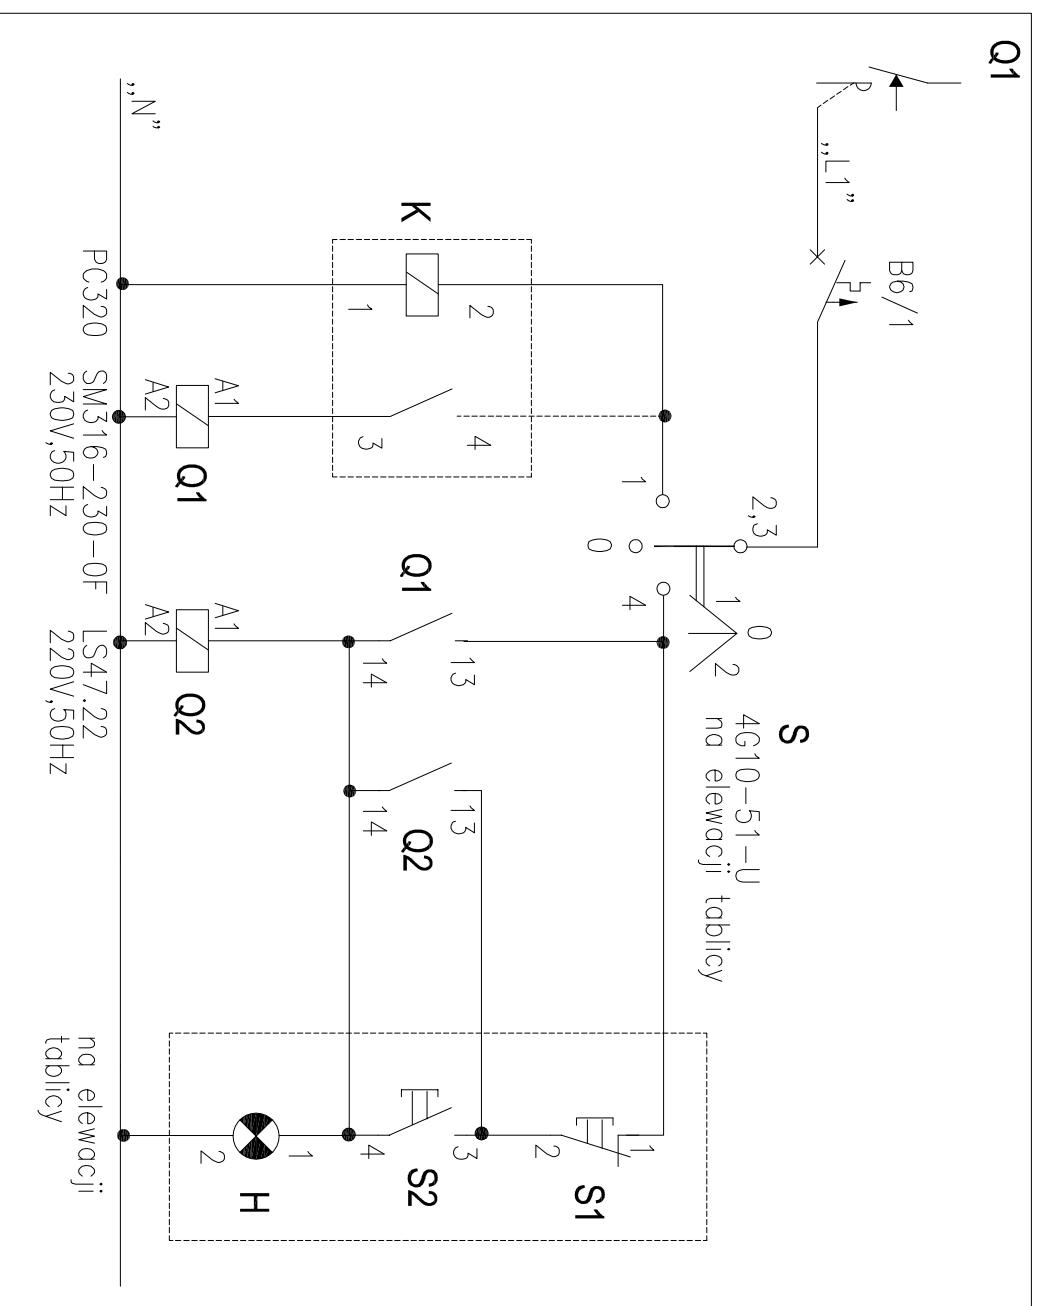 Q1
„L1”
B6/1
„N”
K
1
2
3
4
PC320
A1
A2
Q1
SM316-230-0F
230V,50Hz
1
0
4
2,3
1
0
2
S
4G10-51-U
na elewacji tablicy
Q1
13
14
A1
A2
Q2
LS47.22
220V,50Hz
13
14
Q2
1
2
S1
3
4
S2
1
2
H
na elewacji
tablicy